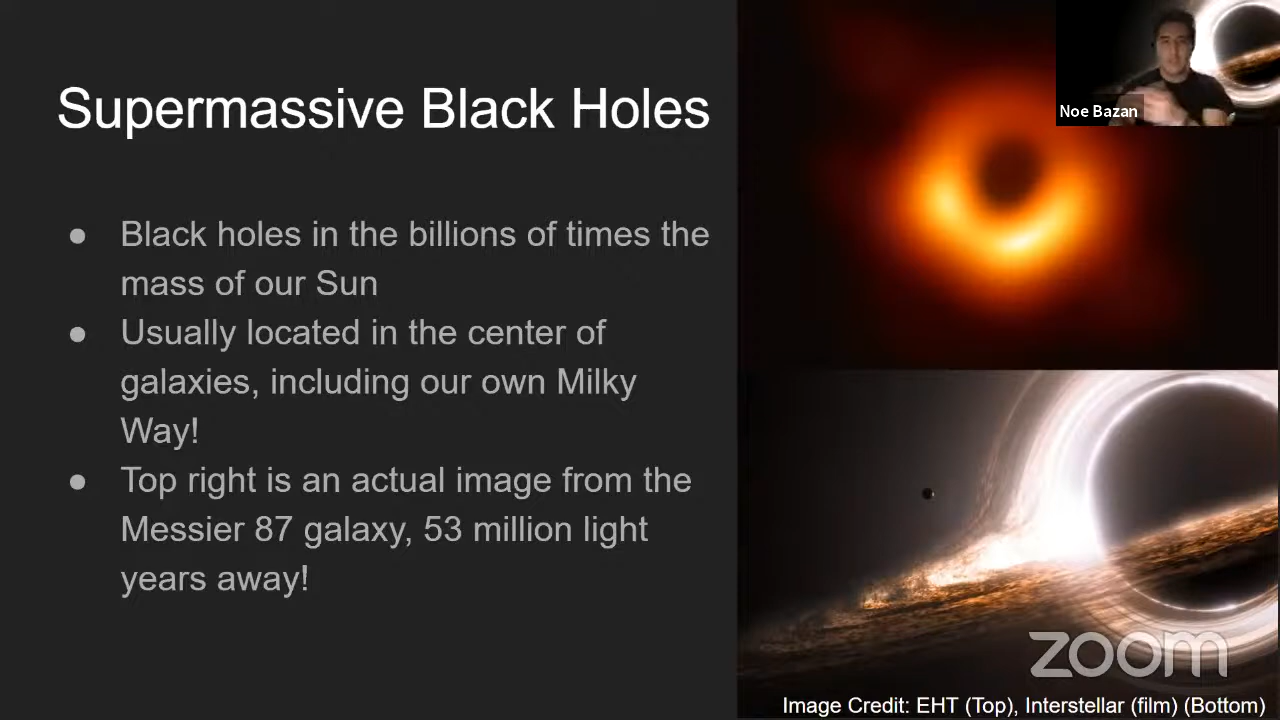 Supermassive Black Holes
● Black holes in the billions of times the
mass of our Sun
● Usually located in the center of
galaxies, including our own Milky
Way!
● Top right is an actual image from the
Messier 87 galaxy, 53 million light
years away!
Noe Bazan
zoom
Image Credit: EHT (Top), Interstellar (film) (Bottom)